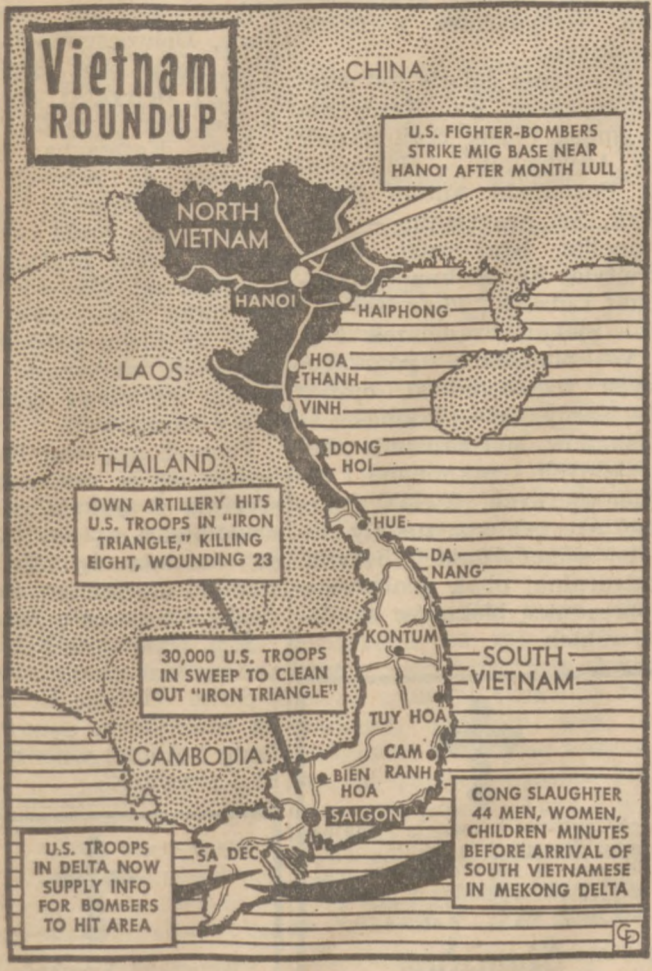 Vietnam
ROUNDUP
CHINA
U.S. FIGHTER-BOMBERS
STRIKE MIG BASE NEAR
HANOI AFTER MONTH LULL
NORTH
VIETNAM
HANOI
HAIPHONG
LAOS
HOA
THANH
VINH
THAILAND
DONG
HOI
OWN ARTILLERY HITS
U.S. TROOPS IN "IRON
TRIANGLE," KILLING
EIGHT, WOUNDING 23
HUE
DA
NANG
30,000 U.S. TROOPS
IN SWEEP TO CLEAN
OUT "IRON TRIANGLE"
KONTUM
SOUTH
VIETNAM
TUY HOA
CAMBODIA
CAM
RANH
BIEN
HOA
SAIGON
CONG SLAUGHTER
44 MEN, WOMEN,
CHILDREN MINUTES
BEFORE ARRIVAL OF
SOUTH VIETNAMESE
IN MEKONG DELTA
U.S. TROOPS
IN DELTA NOW
SUPPLY INFO
FOR BOMBERS
TO HIT AREA
SA DEC
CP